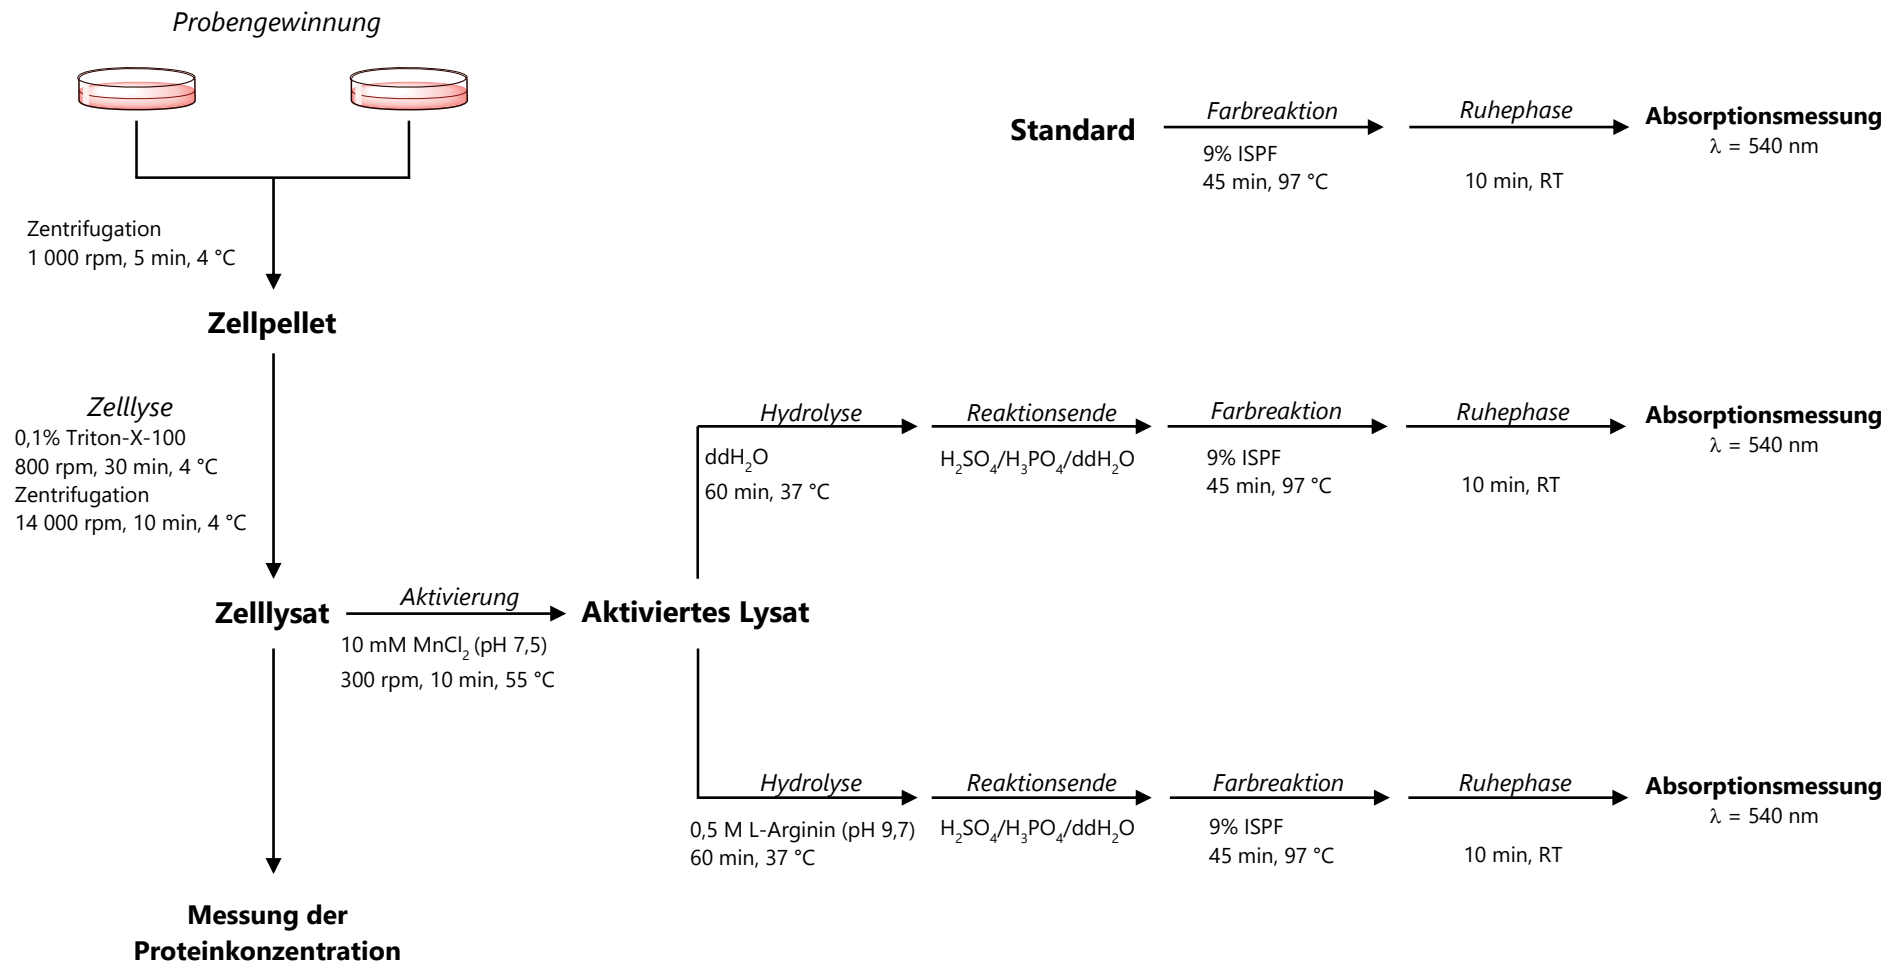 Probengewinnung
Zentrifugation
1 000 rpm, 5 min, 4 °C
Zellpellet
Zelllyse
0,1% Triton-X-100
800 rpm, 30 min, 4 °C
Zentrifugation
14 000 rpm, 10 min, 4 °C
Zelllysat
Messung der
Proteinkonzentration
Aktivierung
10 mM MnCl₂ (pH 7,5)
300 rpm, 10 min, 55 °C
Aktiviertes Lysat
Standard
Farbreaktion
9% ISPF
45 min, 97 °C
Ruhephase
10 min, RT
Absorptionsmessung
λ = 540 nm
Hydrolyse
ddH₂O
60 min, 37 °C
Reaktionsende
H₂SO₄/H₃PO₄/ddH₂O
Farbreaktion
9% ISPF
45 min, 97 °C
Ruhephase
10 min, RT
Absorptionsmessung
λ = 540 nm
Hydrolyse
0,5 M L-Arginin (pH 9,7)
60 min, 37 °C
Reaktionsende
H₂SO₄/H₃PO₄/ddH₂O
Farbreaktion
9% ISPF
45 min, 97 °C
Ruhephase
10 min, RT
Absorptionsmessung
λ = 540 nm